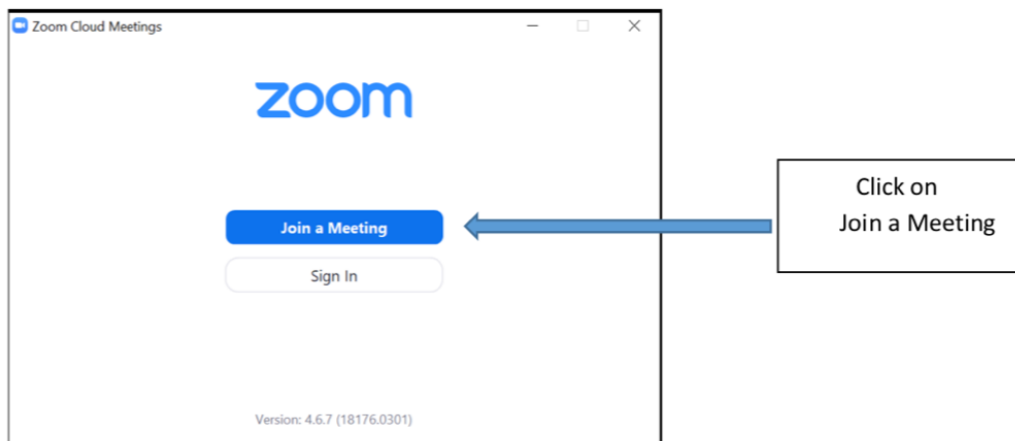 Zoom Cloud Meetings
zoom
Join a Meeting
Sign In
Version: 4.6.7 (18176.0301)
Click on
Join a Meeting